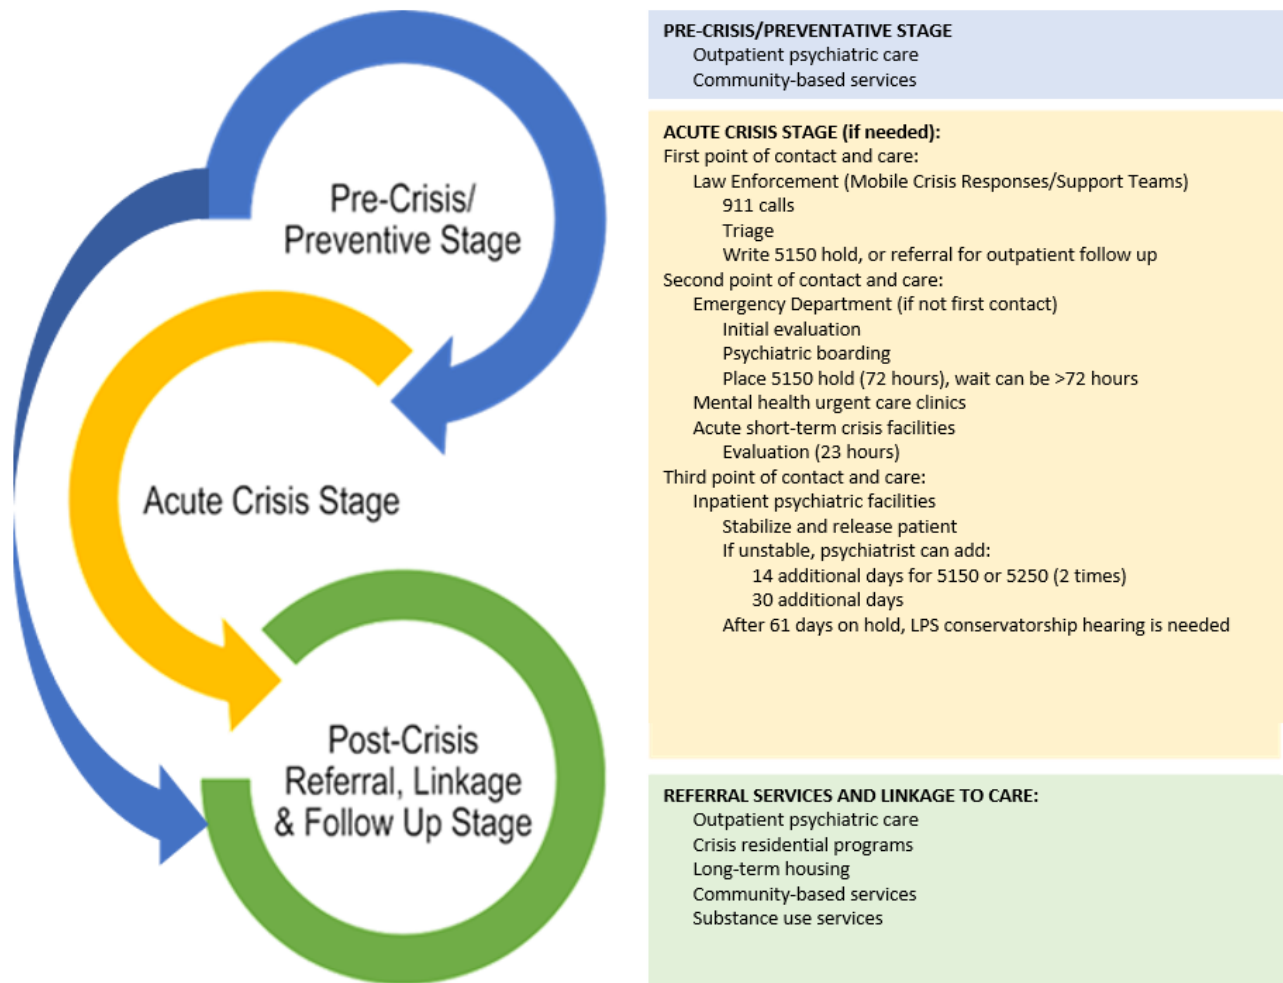 Pre-Crisis/
Preventive Stage
Acute Crisis Stage
Post-Crisis
Referral, Linkage
& Follow Up Stage
PRE-CRISIS/PREVENTATIVE STAGE
Outpatient psychiatric care
Community-based services
ACUTE CRISIS STAGE (if needed):
First point of contact and care:
Law Enforcement (Mobile Crisis Responses/Support Teams)
911 calls
Triage
Write 5150 hold, or referral for outpatient follow up
Second point of contact and care:
Emergency Department (if not first contact)
Initial evaluation
Psychiatric boarding
Place 5150 hold (72 hours), wait can be >72 hours
Mental health urgent care clinics
Acute short-term crisis facilities
Evaluation (23 hours)
Third point of contact and care:
Inpatient psychiatric facilities
Stabilize and release patient
If unstable, psychiatrist can add:
14 additional days for 5150 or 5250 (2 times)
30 additional days
After 61 days on hold, LPS conservatorship hearing is needed
REFERRAL SERVICES AND LINKAGE TO CARE:
Outpatient psychiatric care
Crisis residential programs
Long-term housing
Community-based services
Substance use services